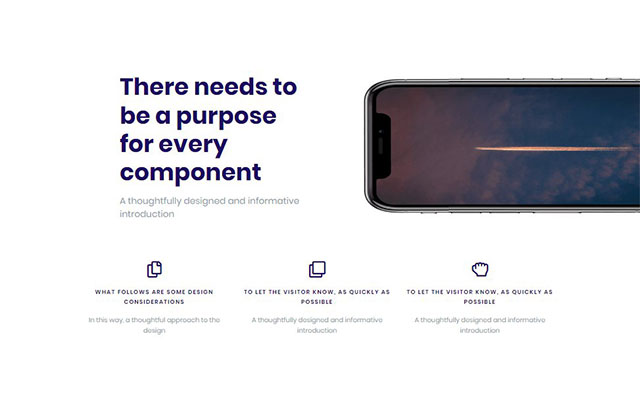 There needs to
be a purpose
for every
component
A thoughtfully designed and informative
introduction
WHAT FOLLOWS ARE SOME DESIGN
CONSIDERATIONS
In this way, a thoughtful approach to the
design
TO LET THE VISITOR KNOW, AS QUICKLY AS
POSSIBLE
A thoughtfully designed and informative
introduction
TO LET THE VISITOR KNOW, AS QUICKLY AS
POSSIBLE
A thoughtfully designed and informative
introduction